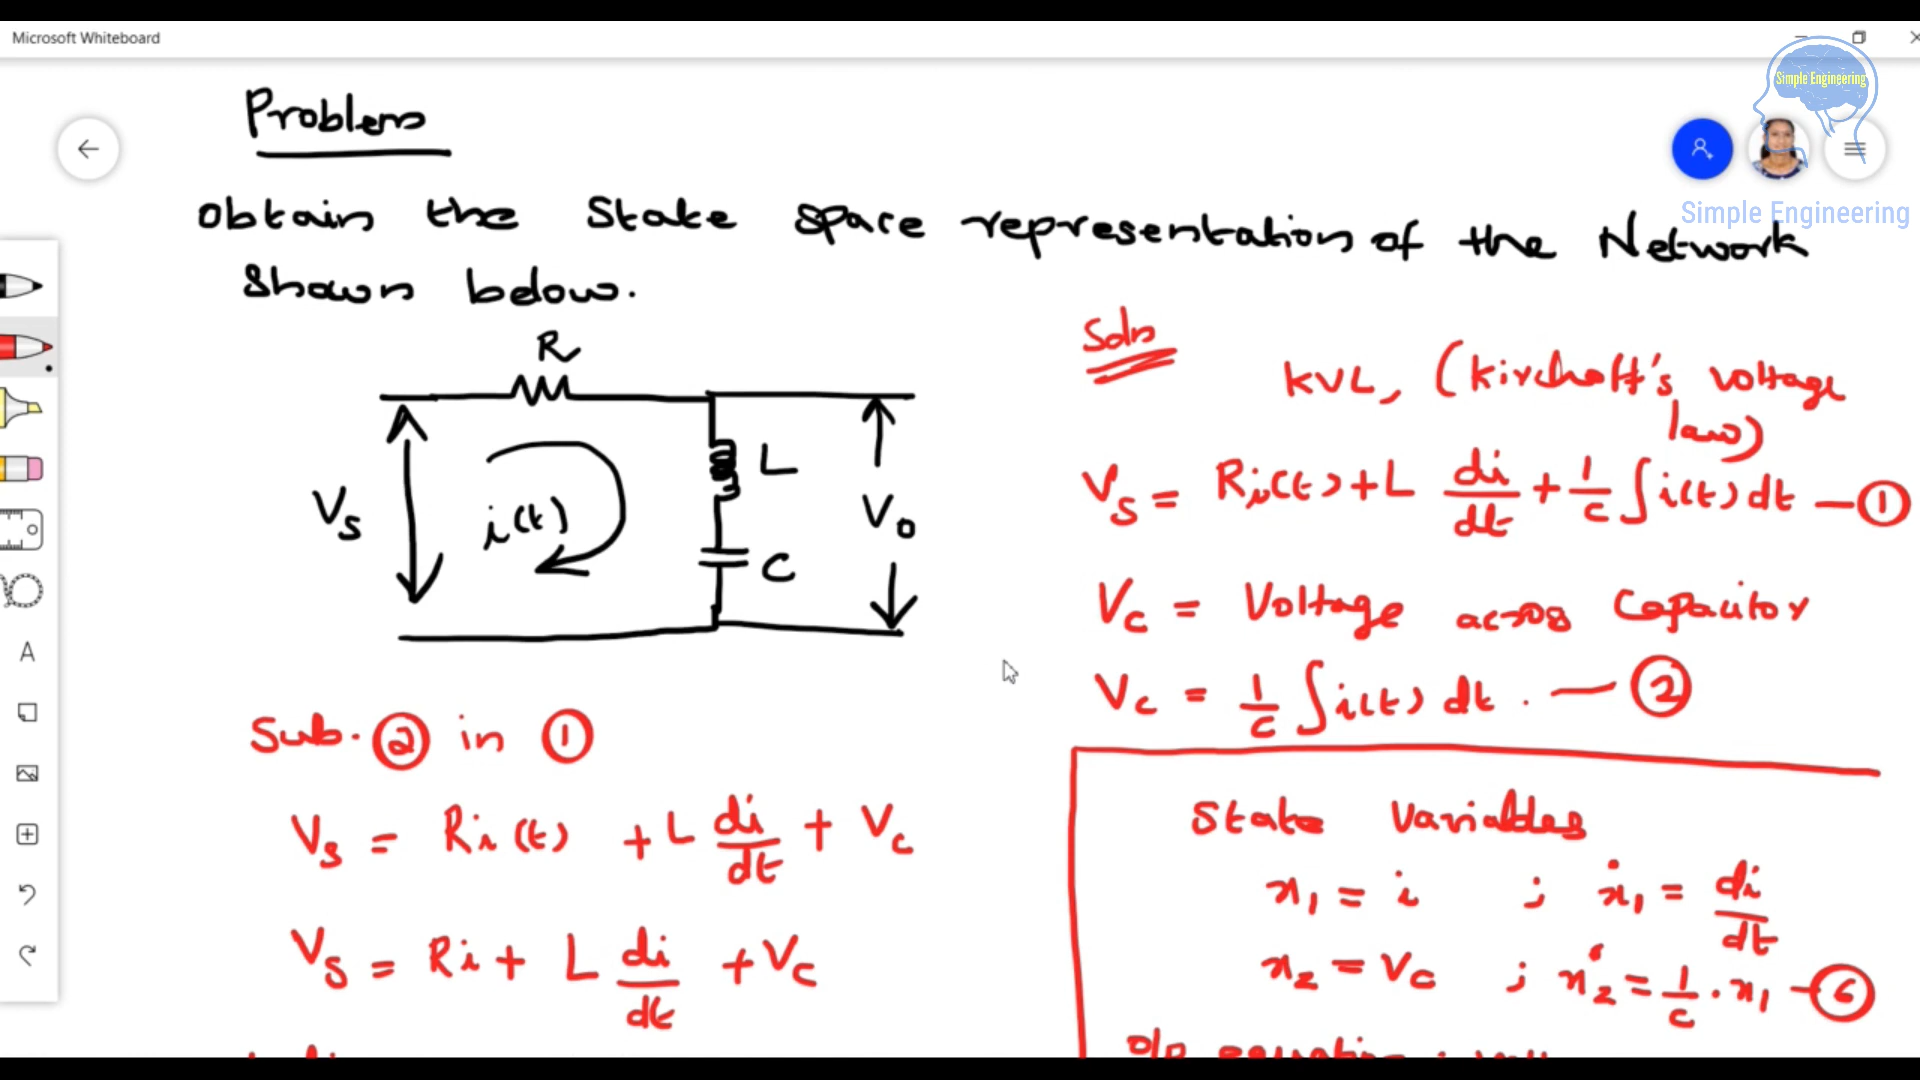 Microsoft Whiteboard
Simple Engineering
Simple Engineering
Problem
Obtain the State space representation of the Network
Shown below.
R
L
C
Vs
i(t)
Vo
Soln
KVL, (Kirchoff's voltage
law)
Vs = Ri(t) + L di/dt + 1/c ∫i(t) dt — ①
Vc = Voltage across Capacitor
Vc = 1/c ∫i(t) dt. — ②
Sub. ② in ①
Vs = Ri(t) + L di/dt + Vc
Vs = Ri + L di/dt + Vc
State Variables
x₁ = i ; ẋ₁ = di/dt
x₂ = Vc ; ẋ₂ = 1/c . x₁ — ⑥
o/p equation
A